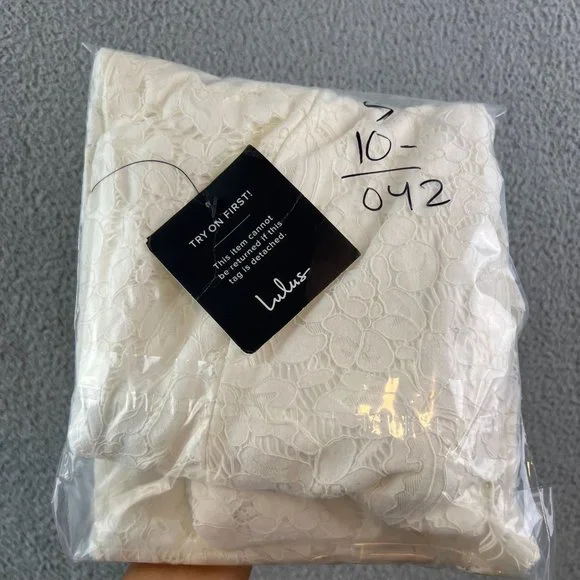 >
10-
042
TRY ON FIRST!
This item cannot
be returned if this
tag is detached.
Lulus